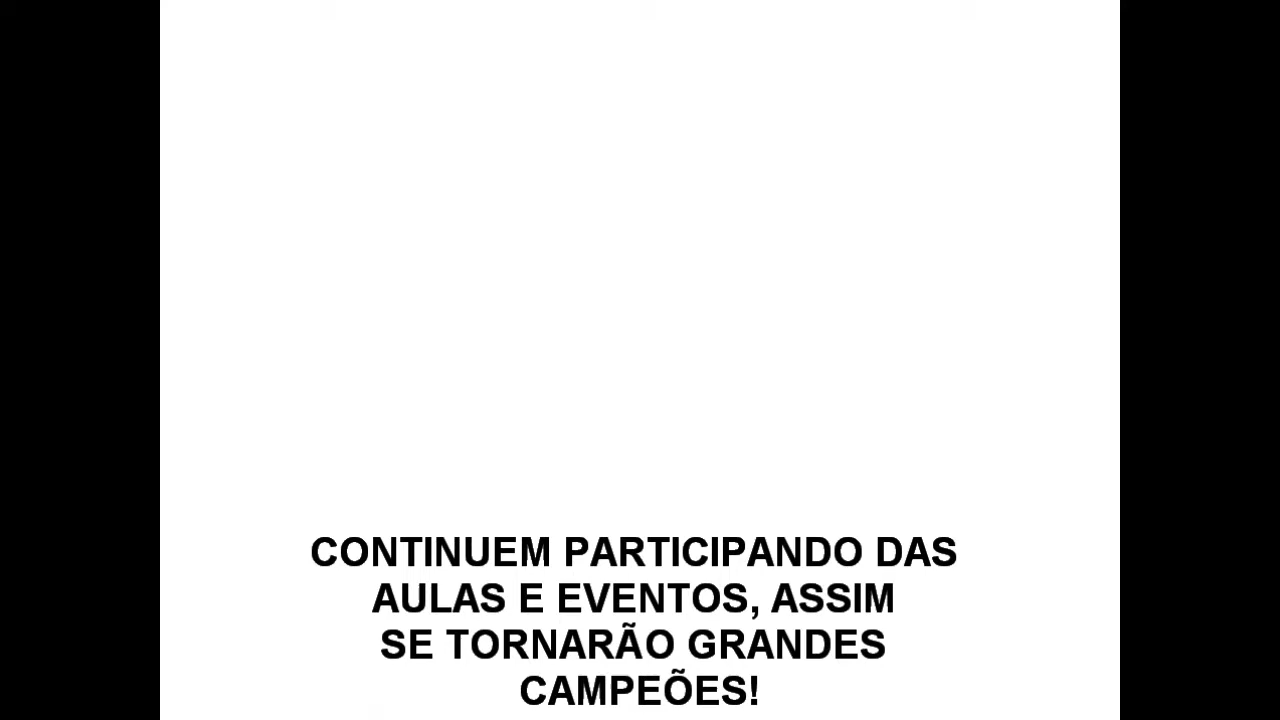 CONTINUEM PARTICIPANDO DAS
AULAS E EVENTOS, ASSIM
SE TORNARÃO GRANDES
CAMPEÕES!